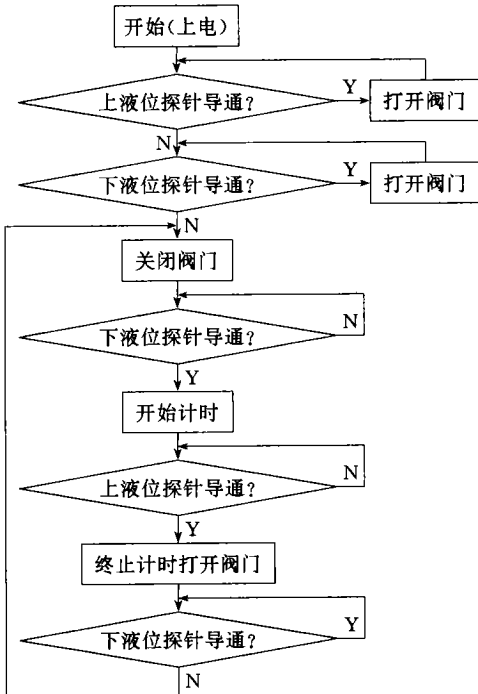 开始(上电)
上液位探针导通?
Y
打开阀门
N
下液位探针导通?
Y
打开阀门
N
关闭阀门
下液位探针导通?
N
Y
开始计时
上液位探针导通?
N
Y
终止计时打开阀门
下液位探针导通?
Y
N